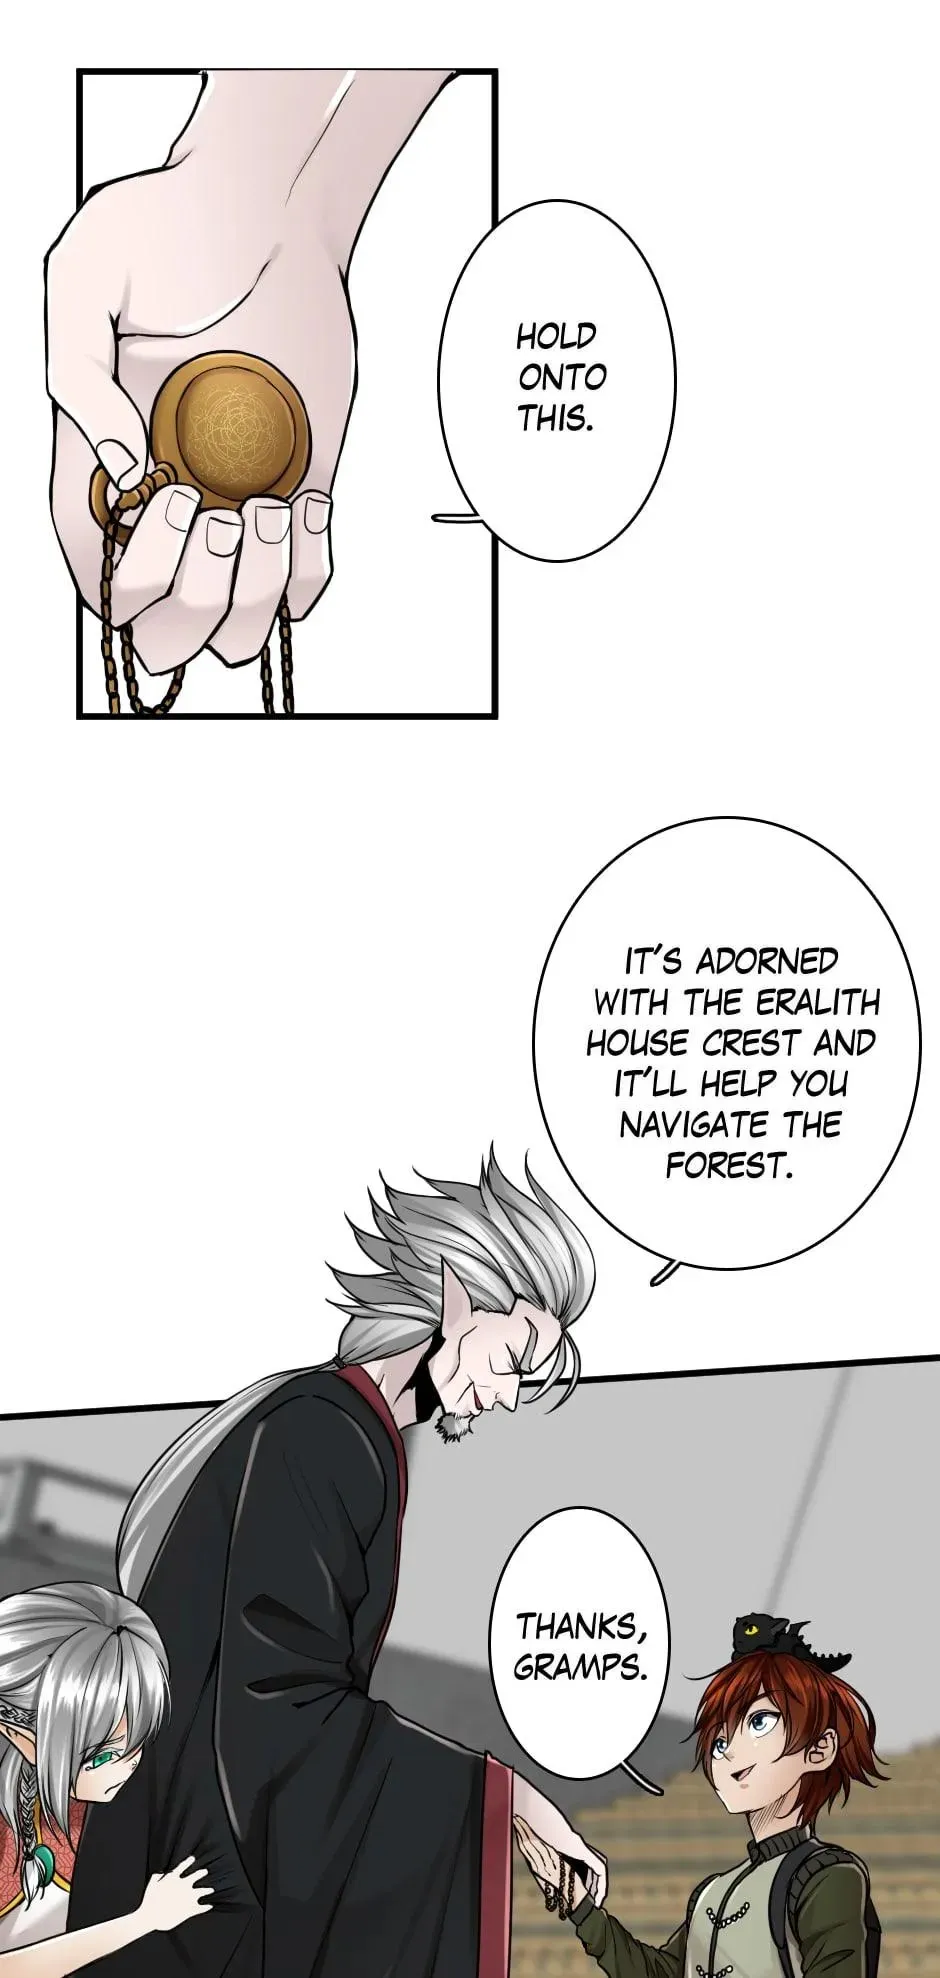 HOLD
ONTO
THIS.
IT'S ADORNED
WITH THE ERALITH
HOUSE CREST AND
IT'LL HELP YOU
NAVIGATE THE
FOREST.
THANKS,
GRAMPS.